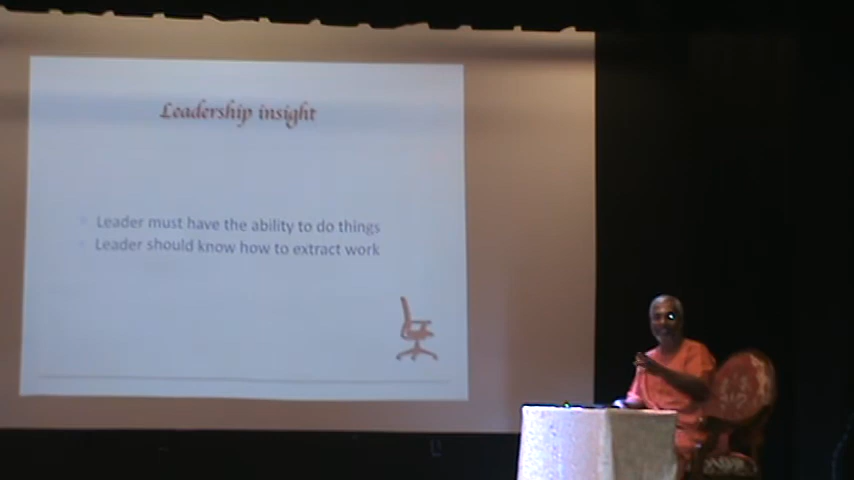 Leadership insight
Leader must have the ability to do things
Leader should know how to extract work